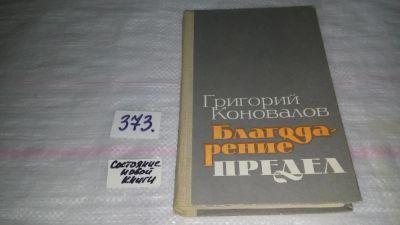 373.
Состояние
новой
книги
Григорий
Коновалов
Благода-
рение
ПРЕДЕЛ